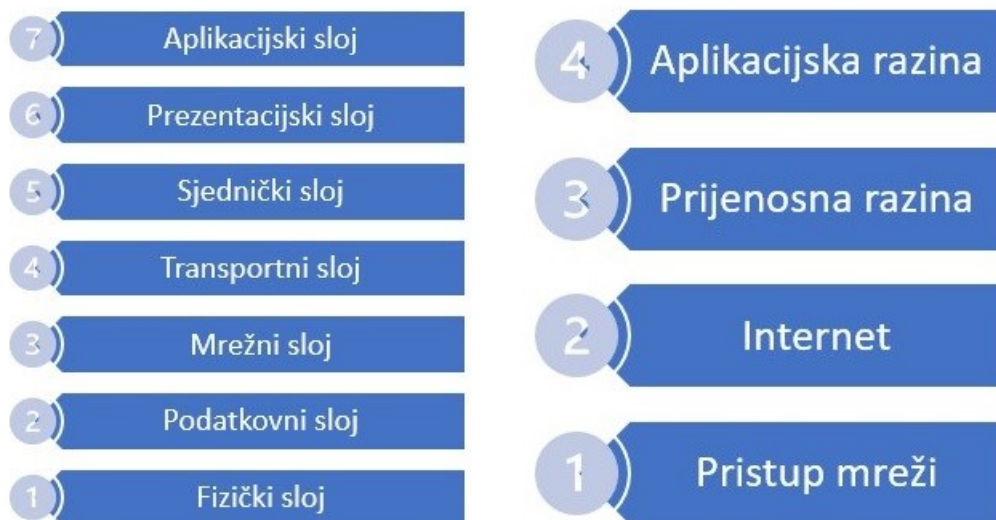 7 Aplikacijski sloj
6 Prezentacijski sloj
5 Sjednički sloj
4 Transportni sloj
3 Mrežni sloj
2 Podatkovni sloj
1 Fizički sloj
4 Aplikacijska razina
3 Prijenosna razina
2 Internet
1 Pristup mreži